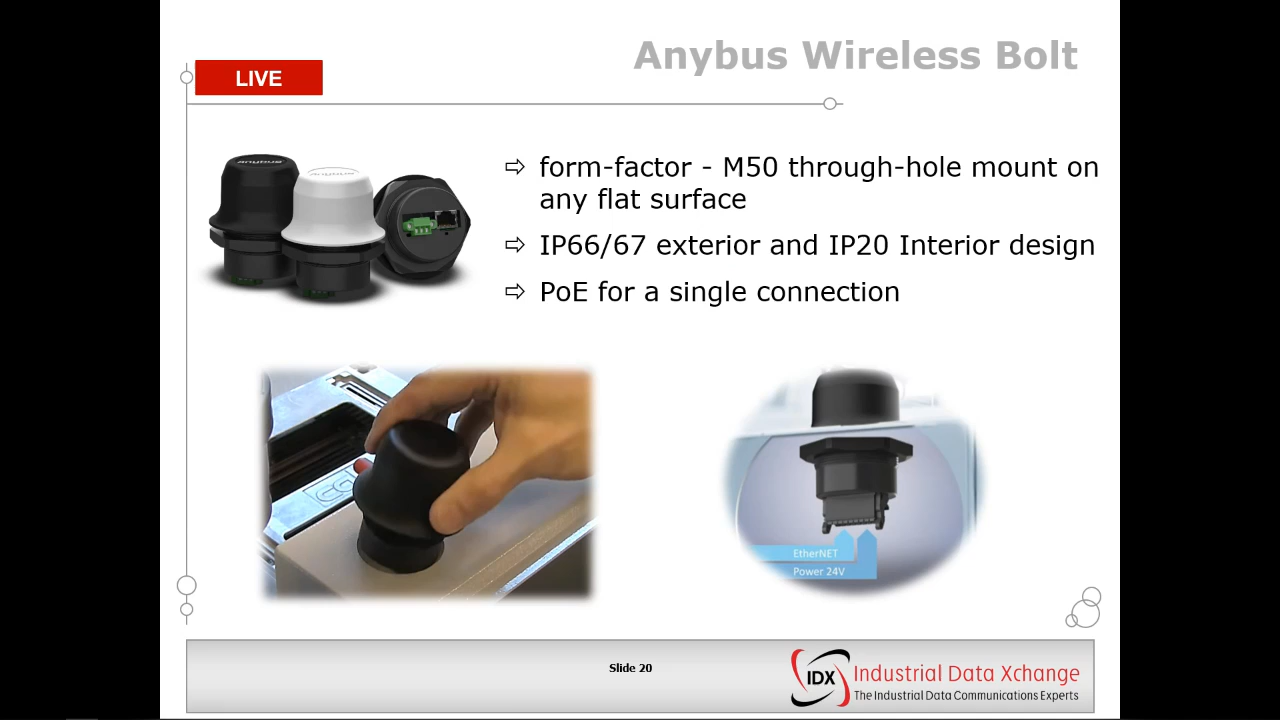 Anybus Wireless Bolt
LIVE
Anybus
Anybus
form-factor - M50 through-hole mount on
any flat surface
IP66/67 exterior and IP20 Interior design
PoE for a single connection
EtherNET
Power 24V
Slide 20
IDX Industrial Data Xchange
The Industrial Data Communications Experts